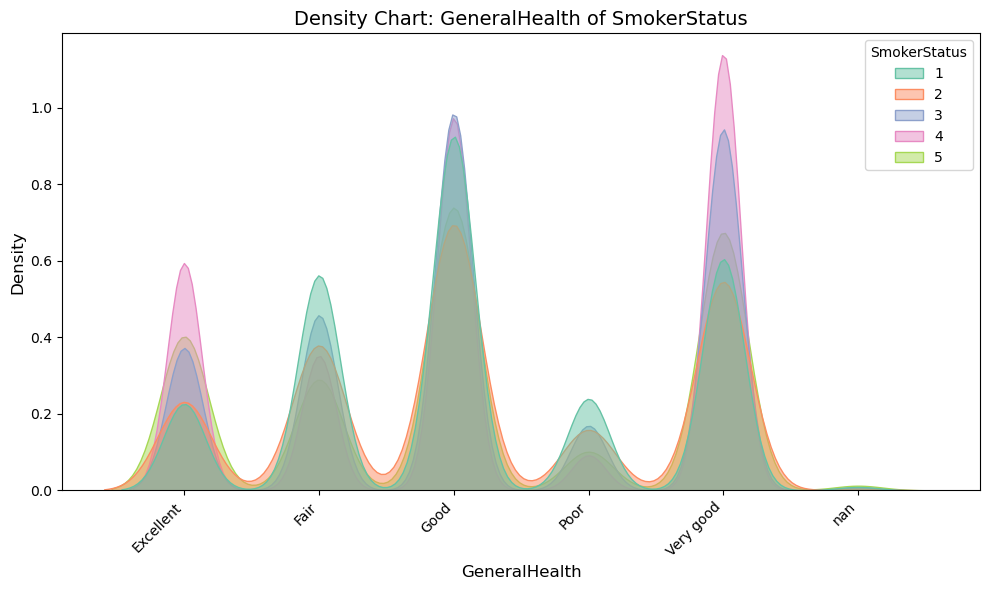 Density Chart: GeneralHealth of SmokerStatus
SmokerStatus
1
2
3
4
5
Density
1.0
0.8
0.6
0.4
0.2
0.0
Excellent
Fair
Good
Poor
Very good
nan
GeneralHealth